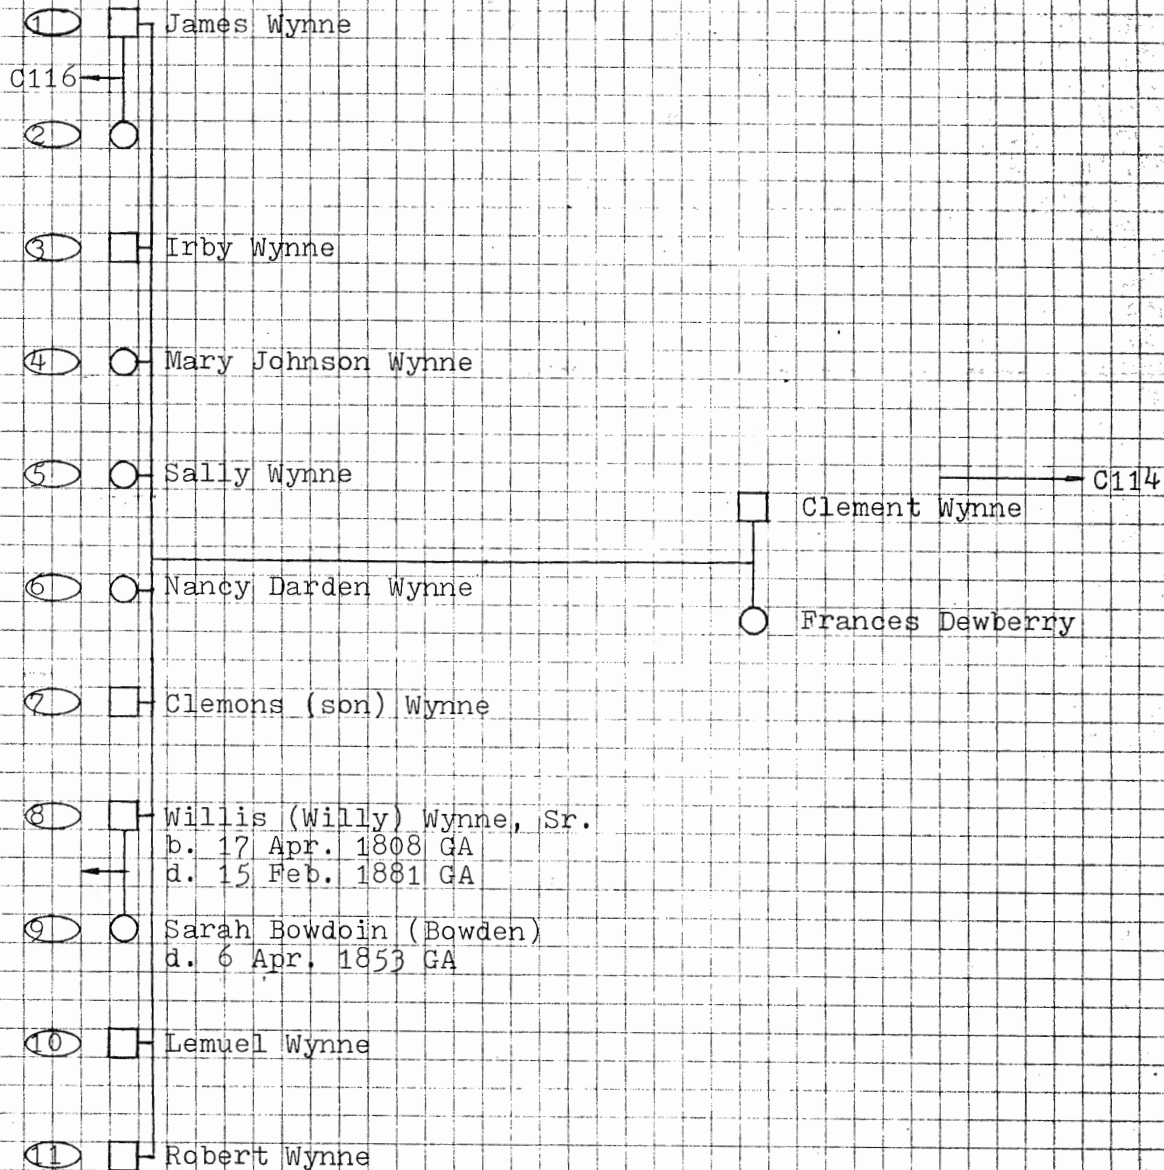 1 James Wynne
C116
2
3 Irby Wynne
4 Mary Johnson Wynne
5 Sally Wynne
C114
Clement Wynne
6 Nancy Darden Wynne
Frances Dewberry
7 Clemons (son) Wynne
8 Willis (Willy) Wynne, Sr.
b. 17 Apr. 1808 GA
d. 15 Feb. 1881 GA
9 Sarah Bowdoin (Bowden)
d. 6 Apr. 1853 GA
10 Lemuel Wynne
11 Robert Wynne